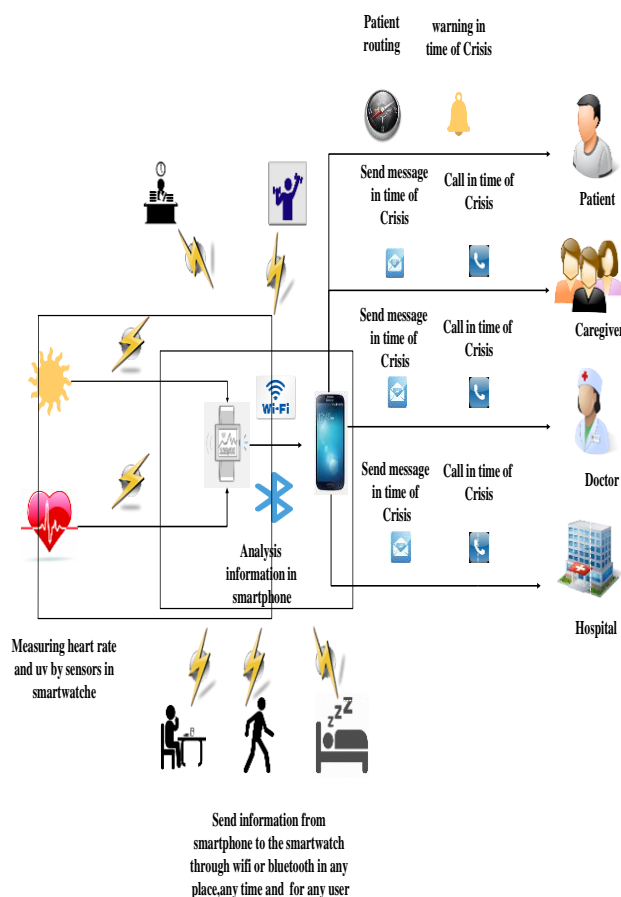 Patient
routing
warning in
time of Crisis
Send message
in time of
Crisis
Call in time of
Crisis
Patient
Send message
in time of
Crisis
Call in time of
Crisis
Caregiver
Wi-Fi
Send message
in time of
Crisis
Call in time of
Crisis
Doctor
Analysis
information in
smartphone
Hospital
Measuring heart rate
and uv by sensors in
smartwatche
zzZ
Send information from
smartphone to the smartwatch
through wifi or bluetooth in any
place,any time and for any user